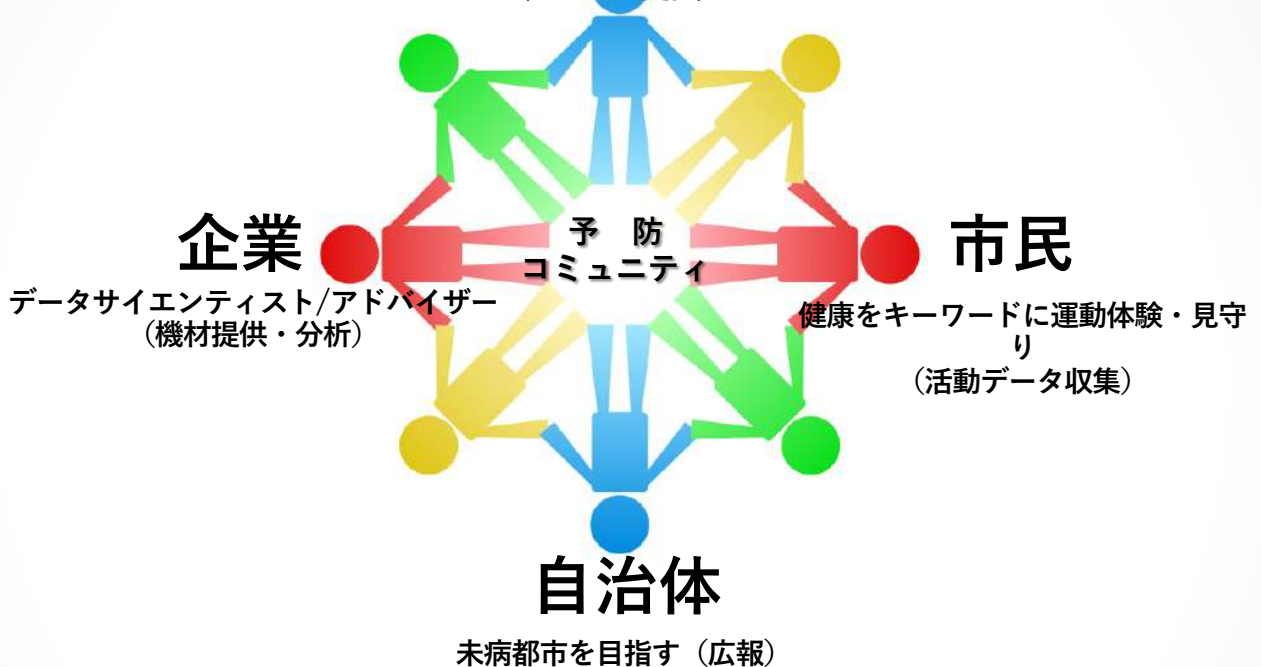 予 防
コミュニティ
企業
データサイエンティスト/アドバイザー
（機材提供・分析）
市民
健康をキーワードに運動体験・見守
り
（活動データ収集）
自治体
未病都市を目指す（広報）